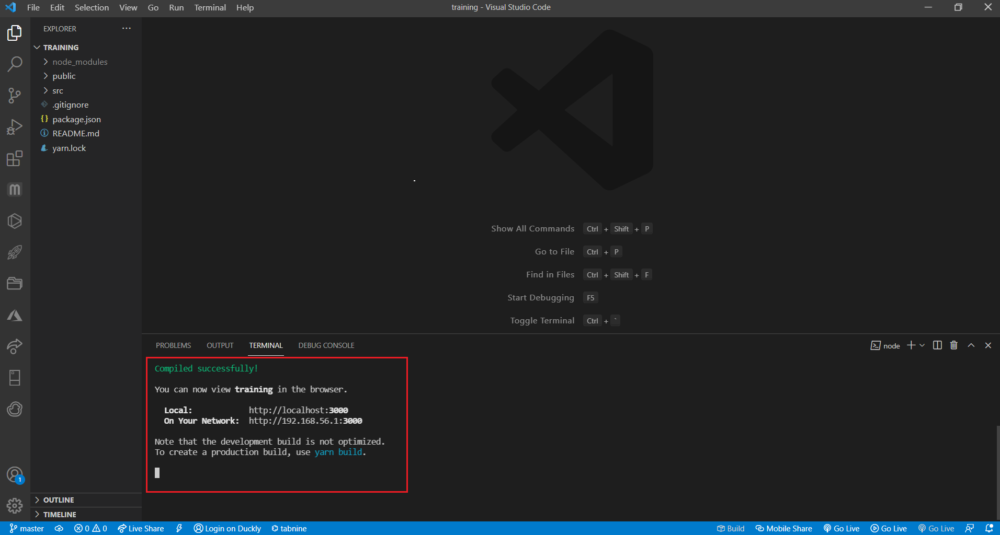 File Edit Selection View Go Run Terminal Help
training - Visual Studio Code
EXPLORER
TRAINING
node_modules
public
src
.gitignore
package.json
README.md
yarn.lock
Show All Commands Ctrl + Shift + P
Go to File Ctrl + P
Find in Files Ctrl + Shift + F
Start Debugging F5
Toggle Terminal Ctrl + `
PROBLEMS OUTPUT TERMINAL DEBUG CONSOLE
node
Compiled successfully!
You can now view training in the browser.
Local: http://localhost:3000
On Your Network: http://192.168.56.1:3000
Note that the development build is not optimized.
To create a production build, use yarn build.
1
OUTLINE
TIMELINE
master 0 0 Live Share Login on Duckly tabnine Build Mobile Share Go Live Go Live Go Live